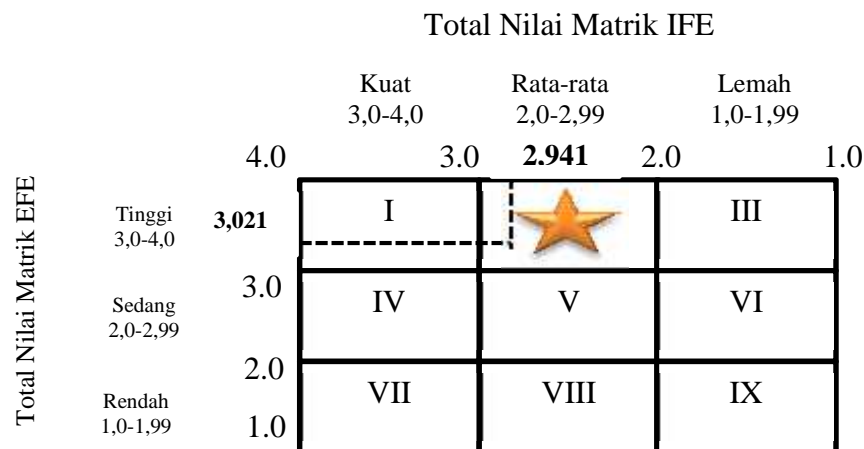 Total Nilai Matrik IFE
Kuat Rata-rata Lemah
3,0-4,0 2,0-2,99 1,0-1,99
4.0 3.0 2.941 2.0 1.0
Total Nilai Matrik EFE
Tinggi 3,021 I III
3,0-4,0
3.0
Sedang IV V VI
2,0-2,99
2.0
Rendah VII VIII IX
1,0-1,99
1.0